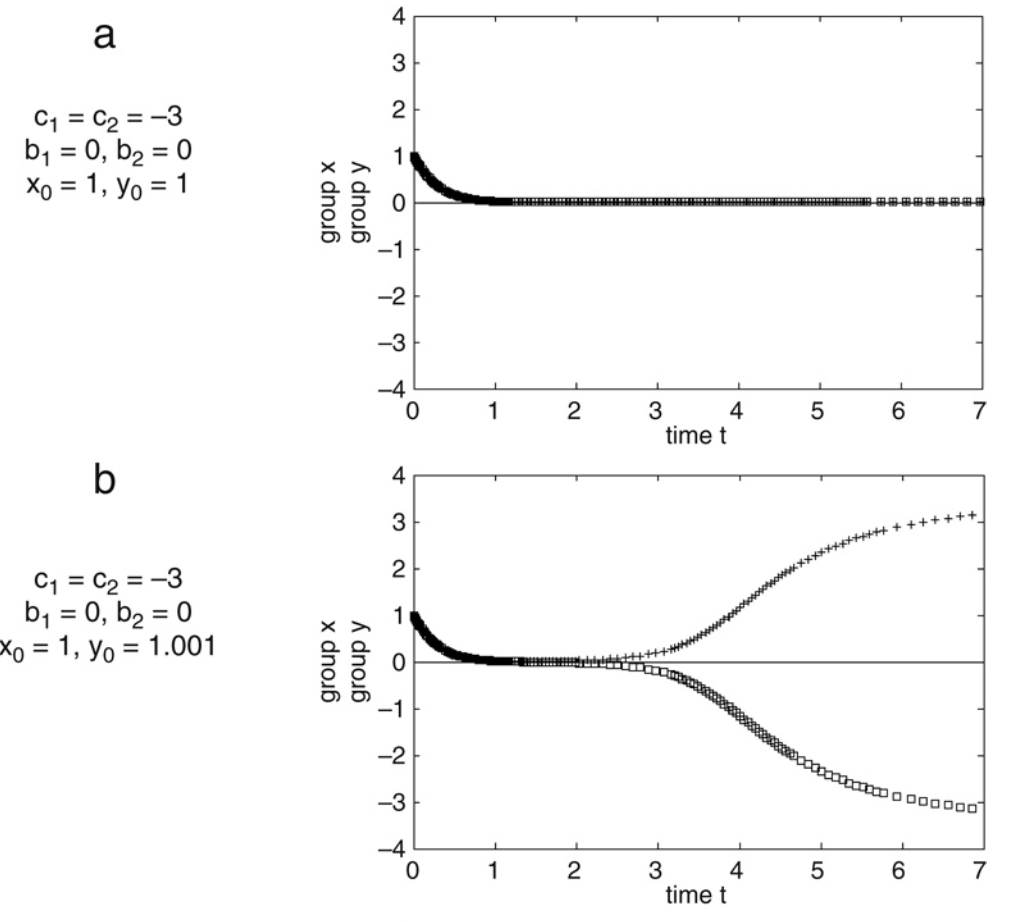 a
c₁ = c₂ = –3
b₁ = 0, b₂ = 0
x₀ = 1, y₀ = 1
group x
group y
4
3
2
1
0
–1
–2
–3
–4
0 1 2 3 4 5 6 7
time t
b
c₁ = c₂ = –3
b₁ = 0, b₂ = 0
x₀ = 1, y₀ = 1.001
group x
group y
4
3
2
1
0
–1
–2
–3
–4
0 1 2 3 4 5 6 7
time t